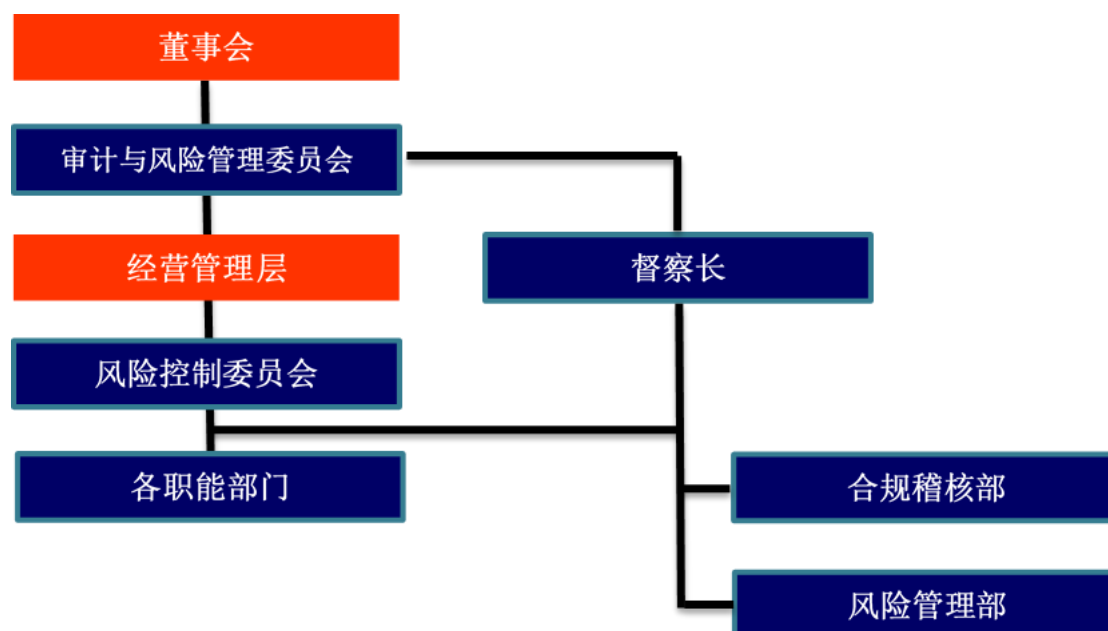 董事会
审计与风险管理委员会
经营管理层
督察长
风险控制委员会
各职能部门
合规稽核部
风险管理部